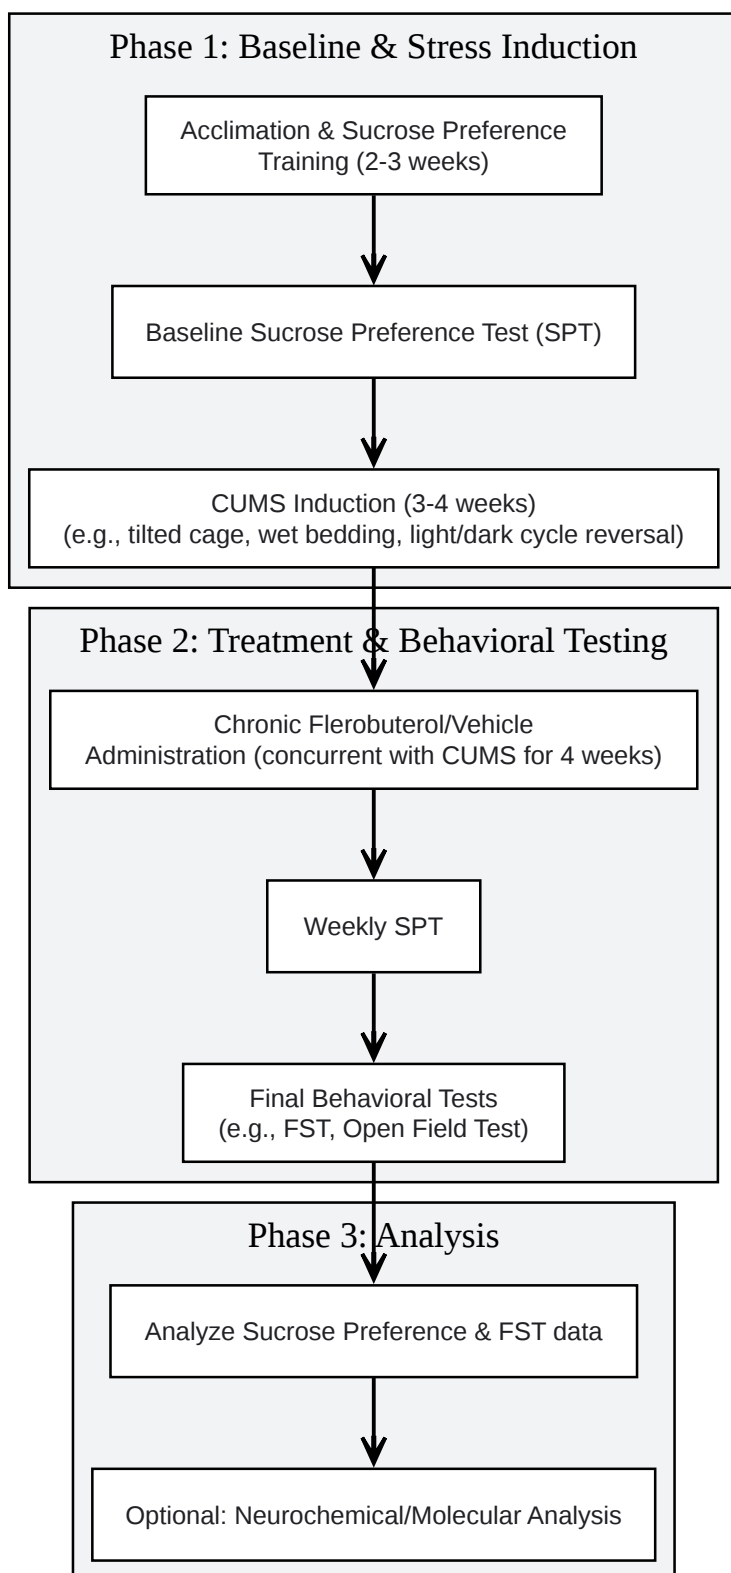 Phase 1: Baseline & Stress Induction
Acclimation & Sucrose Preference
Training (2-3 weeks)
Baseline Sucrose Preference Test (SPT)
CUMS Induction (3-4 weeks)
(e.g., tilted cage, wet bedding, light/dark cycle reversal)
Phase 2: Treatment & Behavioral Testing
Chronic Flerobuterol/Vehicle
Administration (concurrent with CUMS for 4 weeks)
Weekly SPT
Final Behavioral Tests
(e.g., FST, Open Field Test)
Phase 3: Analysis
Analyze Sucrose Preference & FST data
Optional: Neurochemical/Molecular Analysis